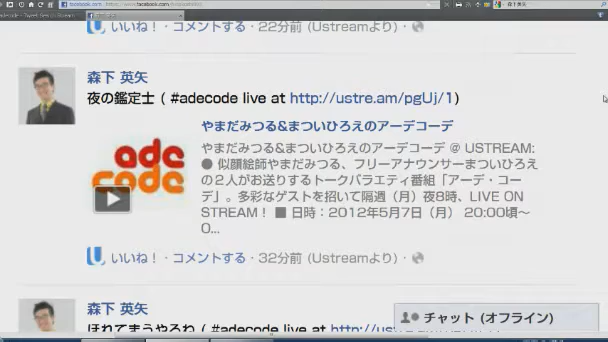 facebook.com
いいね！ · コメントする · 22分前 (Ustreamより) ·
森下 英矢
夜の鑑定士 ( #adecode live at http://ustre.am/pgUj/1)
ade code
やまだみつる&まついひろえのアーデコーデ
やまだみつる&まついひろえのアーデコーデ @ USTREAM:
● 似顔絵師やまだみつる、フリーアナウンサーまついひろえ
の２人がお送りするトークバラエティ番組「アーデ・コー
デ」。多彩なゲストを招いて隔週（月）夜8時、LIVE ON
STREAM！ ■ 日時：2012年5月7日（月） 20:00頃～
O...
いいね！ · コメントする · 32分前 (Ustreamより) ·
森下 英矢
ほれてまうやろね ( #adecode live at http://us
チャット (オフライン)